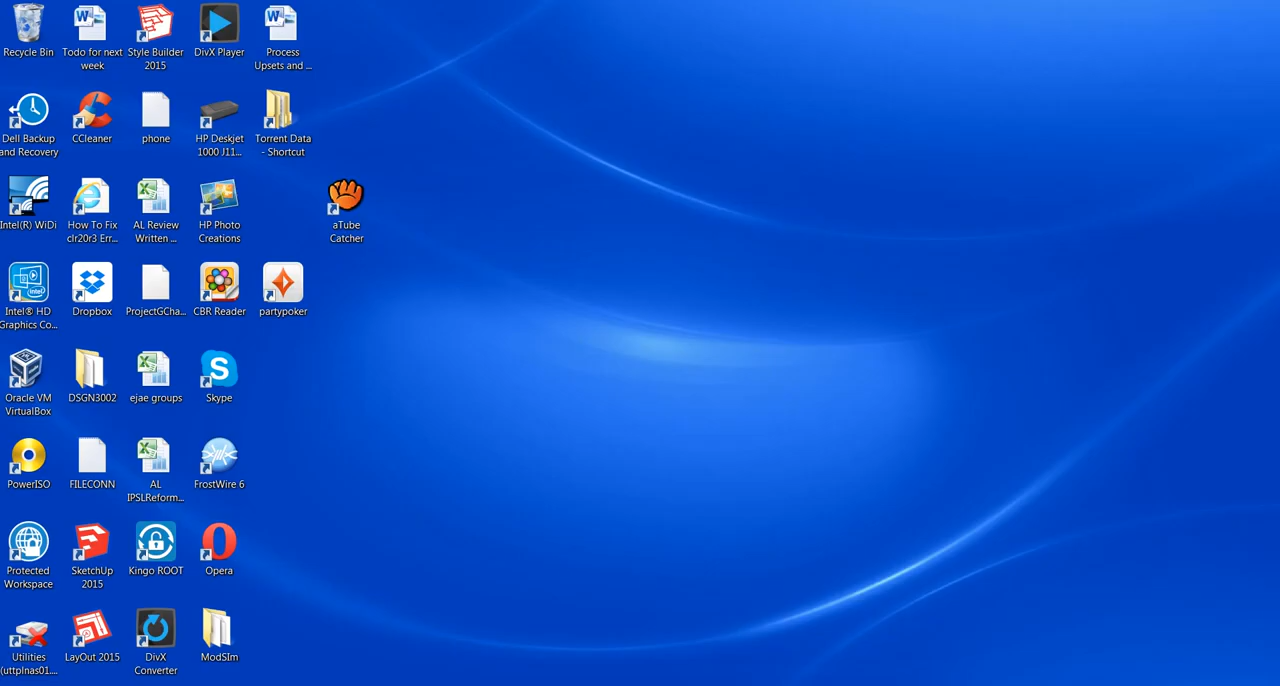 Recycle Bin
Todo for next
week
Style Builder
2015
DivX Player
Process
Upsets and ...
Dell Backup
and Recovery
CCleaner
phone
HP Deskjet
1000 J11...
Torrent Data
- Shortcut
Intel(R) WiDi
How To Fix
clr20r3 Err...
AL Review
Written ...
HP Photo
Creations
aTube
Catcher
Intel® HD
Graphics Co...
Dropbox
ProjectGCha...
CBR Reader
partypoker
Oracle VM
VirtualBox
DSGN3002
ejae groups
Skype
PowerISO
FILECONN
AL
IPSLReform...
FrostWire 6
Protected
Workspace
SketchUp
2015
Kingo ROOT
Opera
Utilities
(uttplnas01....
LayOut 2015
DivX
Converter
ModSIm